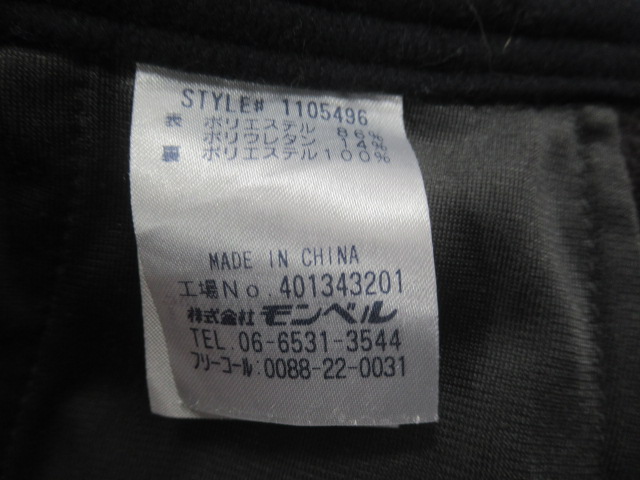 STYLE# 1105496
表 ポリエステル 86%
ポリウレタン 14%
裏 ポリエステル100%
MADE IN CHINA
工場No.401343201
株式会社 モンベル
TEL.06-6531-3544
フリーコール:0088-22-0031